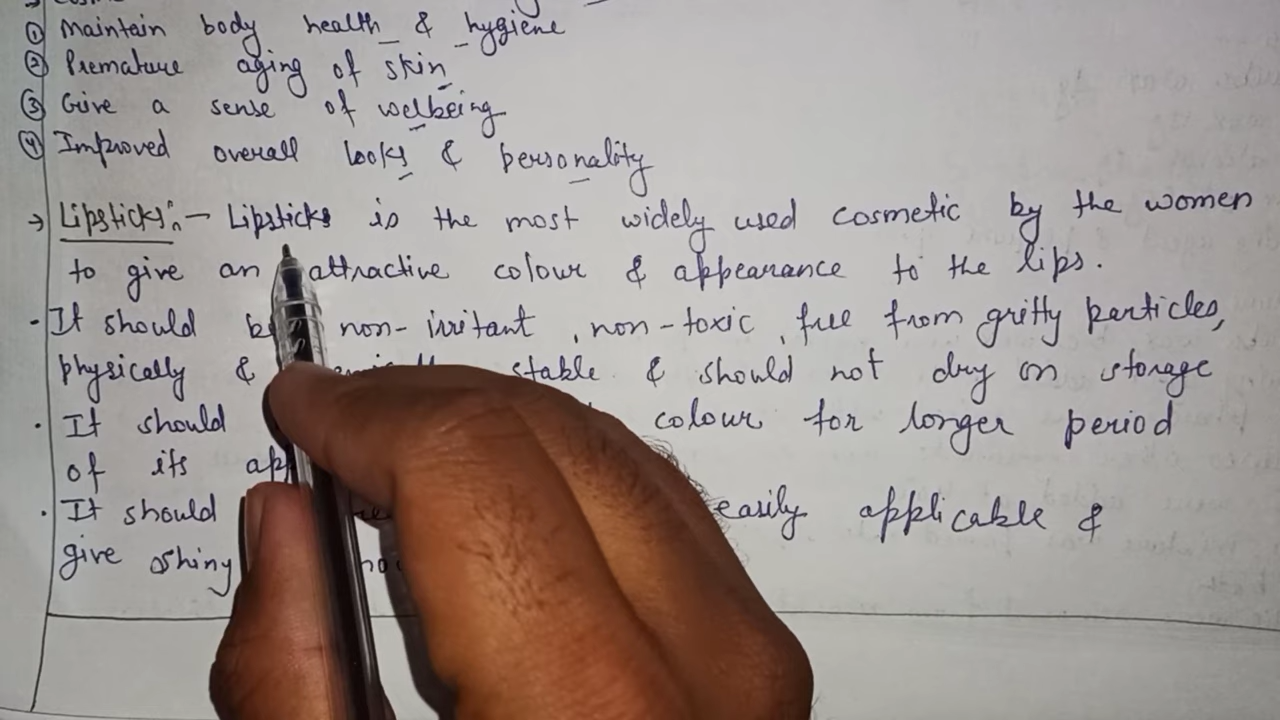 ① Maintain body health & hygiene
② Premature aging of skin
③ Give a sense of welbeing
④ Improved overall looks & personality
→ Lipsticks:- Lipsticks is the most widely used cosmetic by the women
to give an attractive colour & appearance to the lips.
- It should be non-irritant, non-toxic, free from gritty particles,
physically & stable & should not dry on storage
• It should colour for longer period
of its
• It should easily applicable &
give shiny